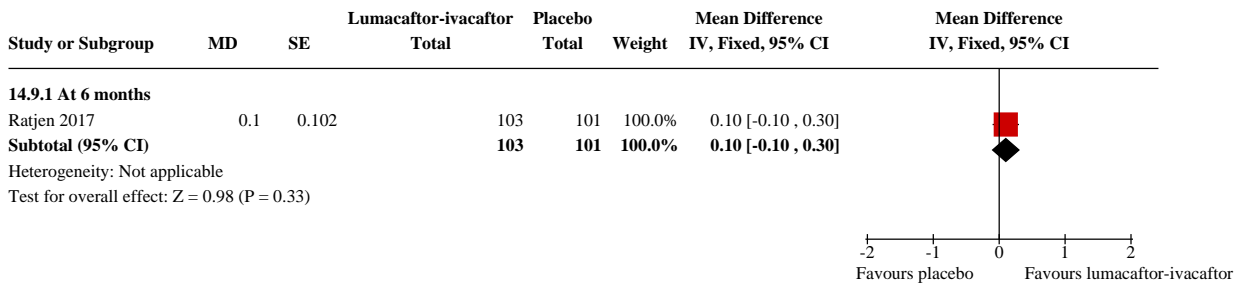 Lumacaftor-ivacaftor Placebo Mean Difference Mean Difference
Study or Subgroup MD SE Total Total Weight IV, Fixed, 95% CI IV, Fixed, 95% CI
14.9.1 At 6 months
Ratjen 2017 0.1 0.102 103 101 100.0% 0.10 [-0.10 , 0.30]
Subtotal (95% CI) 103 101 100.0% 0.10 [-0.10 , 0.30]
Heterogeneity: Not applicable
Test for overall effect: Z = 0.98 (P = 0.33)
-2 -1 0 1 2
Favours placebo Favours lumacaftor-ivacaftor